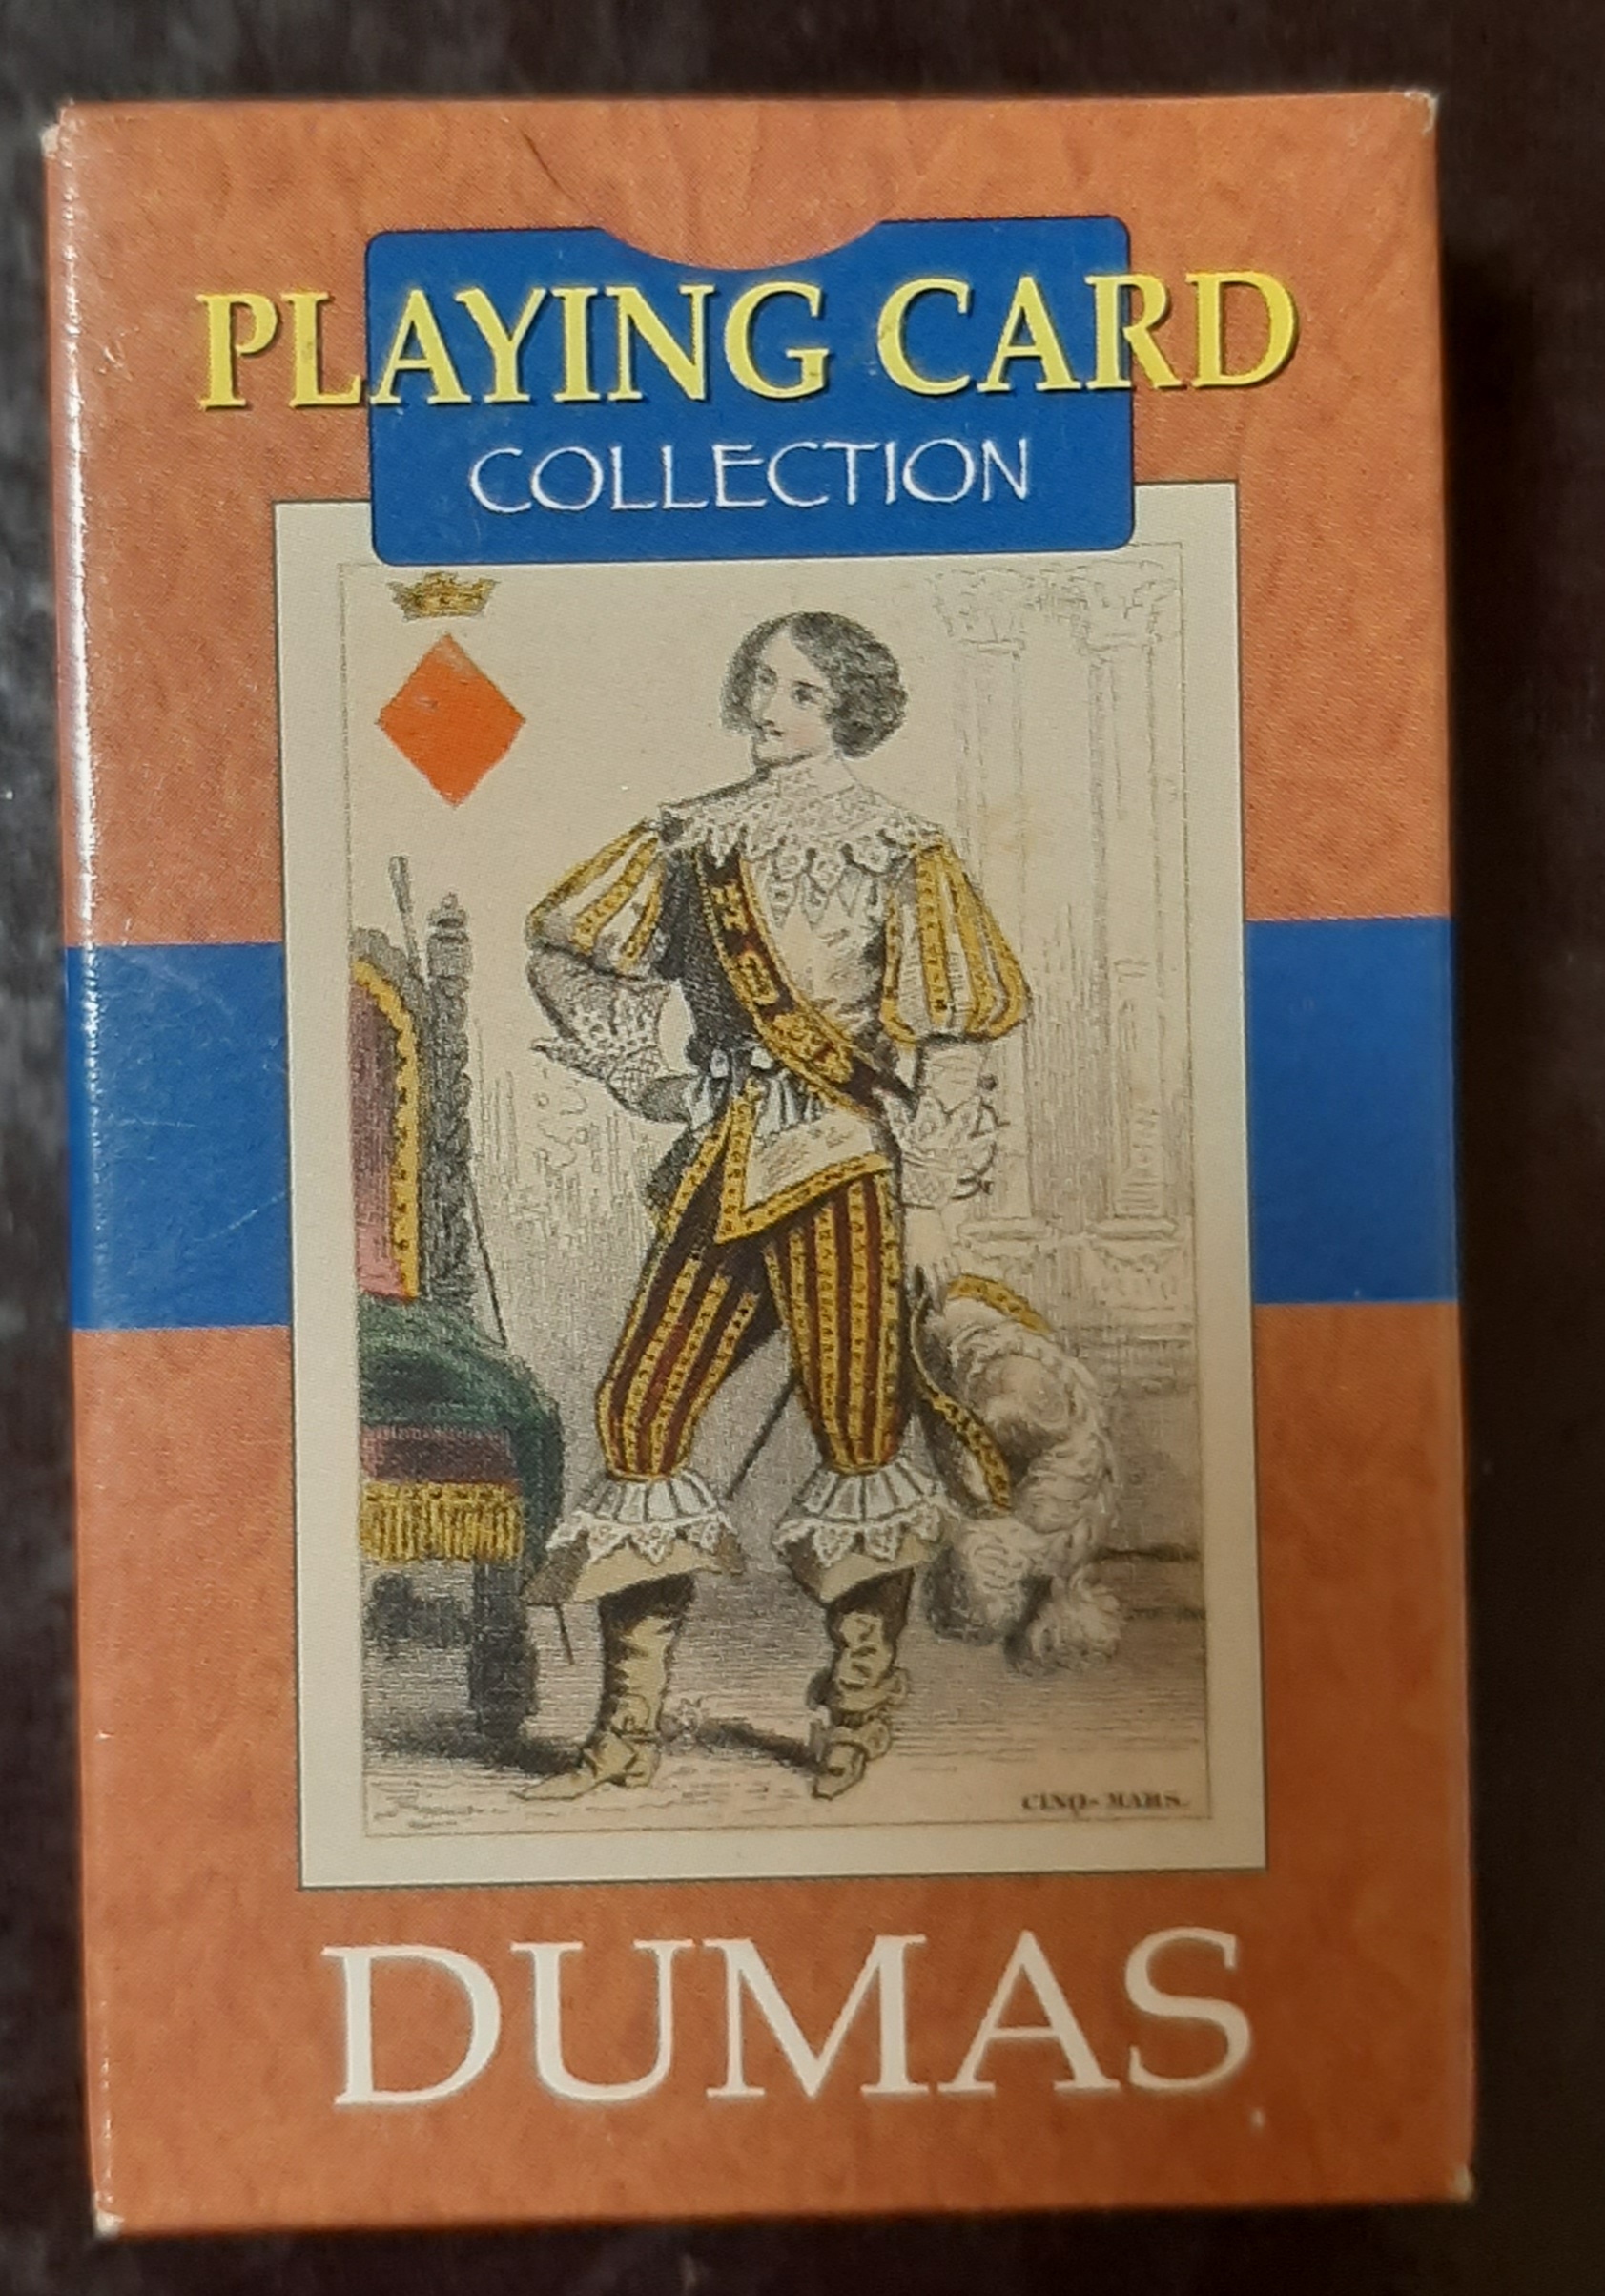 PLAYING CARD
COLLECTION
CINQ-MARS.
DUMAS